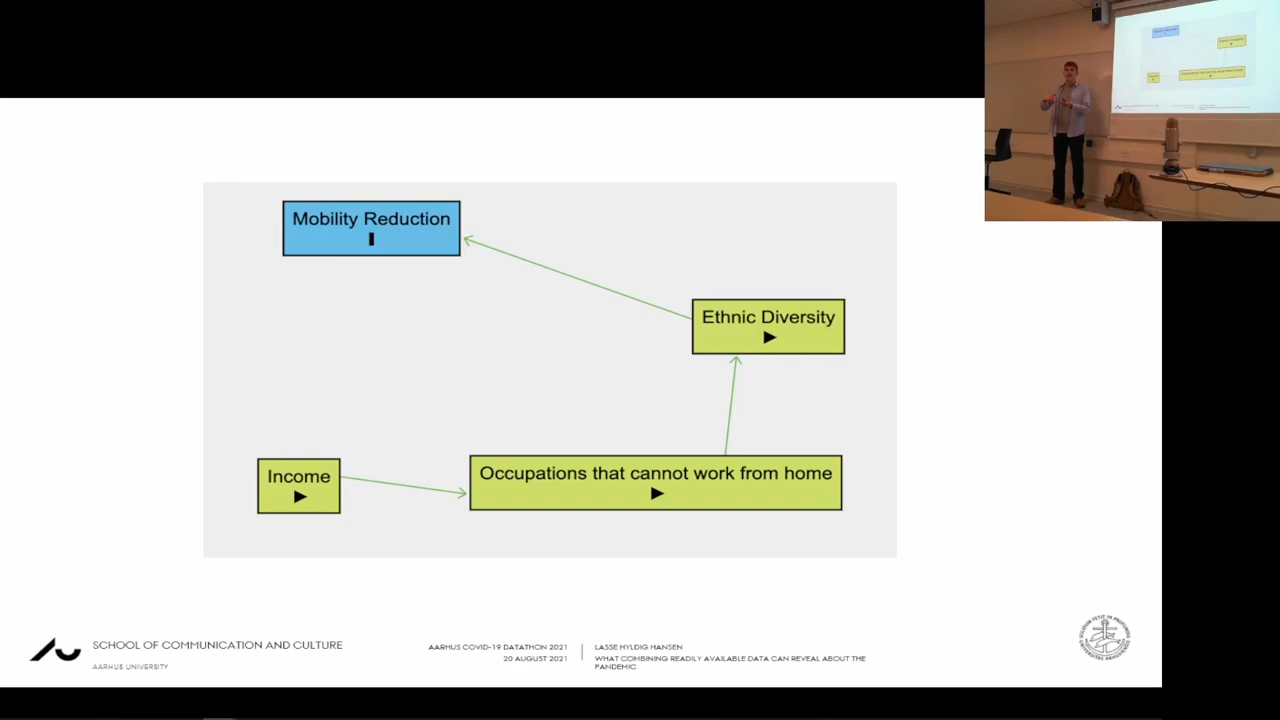 Mobility Reduction
Ethnic Diversity
Income
Occupations that cannot work from home
SCHOOL OF COMMUNICATION AND CULTURE
AARHUS UNIVERSITY
AARHUS COVID-19 DATATHON 2021
20 AUGUST 2021
LASSE HYLDIG HANSEN
WHAT COMBINING READILY AVAILABLE DATA CAN REVEAL ABOUT THE
PANDEMIC